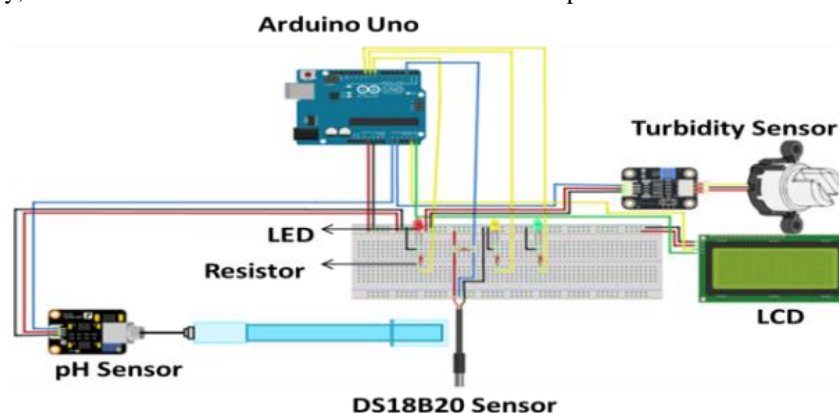 Arduino Uno
Turbidity Sensor
LED
Resistor
LCD
pH Sensor
DS18B20 Sensor